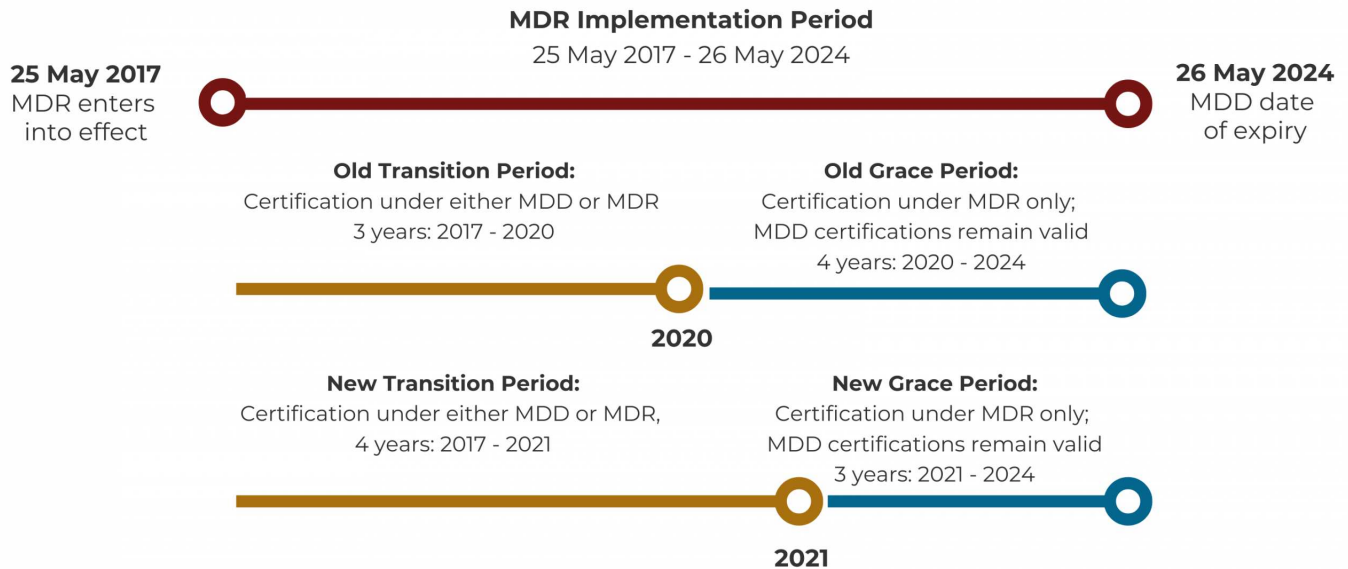 MDR Implementation Period
25 May 2017 - 26 May 2024
25 May 2017
MDR enters
into effect
26 May 2024
MDD date
of expiry
Old Transition Period:
Certification under either MDD or MDR
3 years: 2017 - 2020
Old Grace Period:
Certification under MDR only;
MDD certifications remain valid
4 years: 2020 - 2024
2020
New Transition Period:
Certification under either MDD or MDR,
4 years: 2017 - 2021
New Grace Period:
Certification under MDR only;
MDD certifications remain valid
3 years: 2021 - 2024
2021